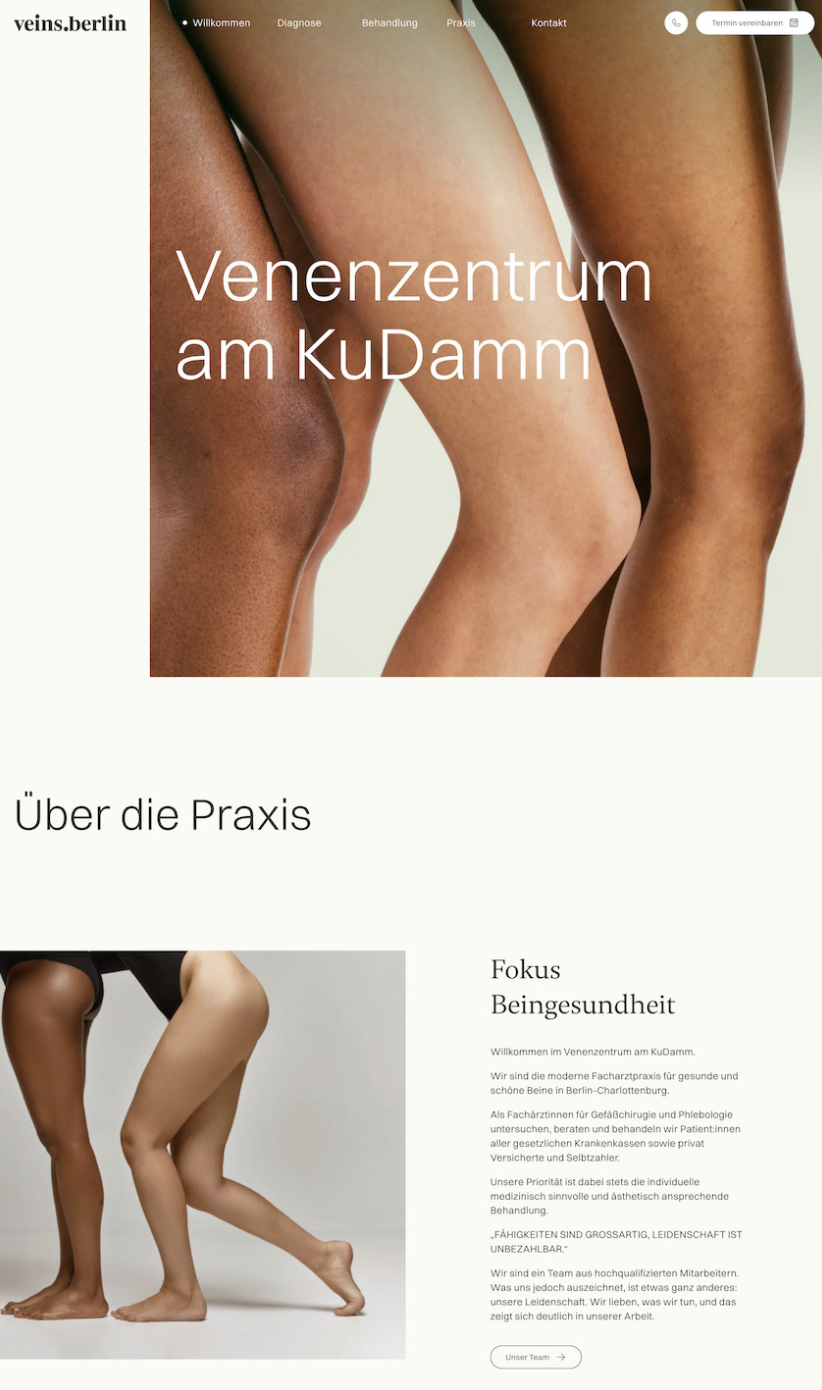 veins.berlin
Willkommen
Diagnose
Behandlung
Praxis
Kontakt
Termin vereinbaren
Venenzentrum
am KuDamm
Über die Praxis
Fokus
Beingesundheit
Willkommen im Venenzentrum am KuDamm.
Wir sind die moderne Facharztpraxis für gesunde und
schöne Beine in Berlin-Charlottenburg.
Als Fachärztinnen für Gefäßchirugie und Phlebologie
untersuchen, beraten und behandeln wir Patient:innen
aller gesetzlichen Krankenkassen sowie privat
Versicherte und Selbtzahler.
Unsere Priorität ist dabei stets die individuelle
medizinisch sinnvolle und ästhetisch ansprechende
Behandlung.
„FÄHIGKEITEN SIND GROSSARTIG, LEIDENSCHAFT IST
UNBEZAHLBAR.“
Wir sind ein Team aus hochqualifizierten Mitarbeitern.
Was uns jedoch auszeichnet, ist etwas ganz anderes:
unsere Leidenschaft. Wir lieben, was wir tun, und das
zeigt sich deutlich in unserer Arbeit.
Unser Team